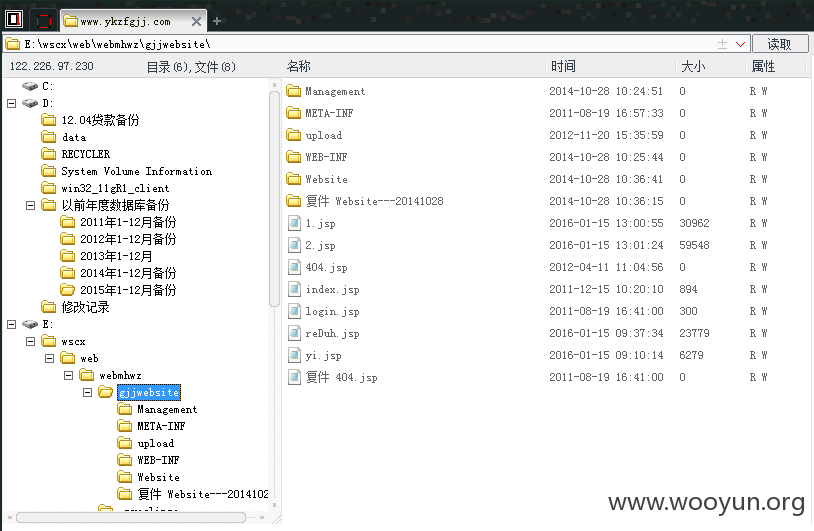 www.ykzfgjj.com
E:\wscx\web\webmhwz\gjjwebsite\
读取
122.226.97.230
目录(6),文件(8)
名称
时间
大小
属性
C:
D:
12.04贷款备份
data
RECYCLER
System Volume Information
win32_11gR1_client
以前年度数据库备份
2011年1-12月备份
2012年1-12月备份
2013年1-12月
2014年1-12月备份
2015年1-12月备份
修改记录
E:
wscx
web
webmhwz
gjjwebsite
Management
META-INF
upload
WEB-INF
Website
复件 Website---2014102
Management 2014-10-28 10:24:51 0 R W
META-INF 2011-08-19 16:57:33 0 R W
upload 2012-11-20 15:35:59 0 R W
WEB-INF 2014-10-28 10:25:44 0 R W
Website 2014-10-28 10:36:41 0 R W
复件 Website---20141028 2014-10-28 10:36:15 0 R W
1.jsp 2016-01-15 13:00:55 30962 R W
2.jsp 2016-01-15 13:01:24 59548 R W
404.jsp 2012-04-11 11:04:56 0 R W
index.jsp 2011-12-15 10:20:10 894 R W
login.jsp 2011-08-19 16:41:00 300 R W
reDuh.jsp 2016-01-15 09:37:34 23779 R W
yi.jsp 2016-01-15 09:10:14 6279 R W
复件 404.jsp 2011-08-19 16:41:00 0 R W
www.wooyun.org